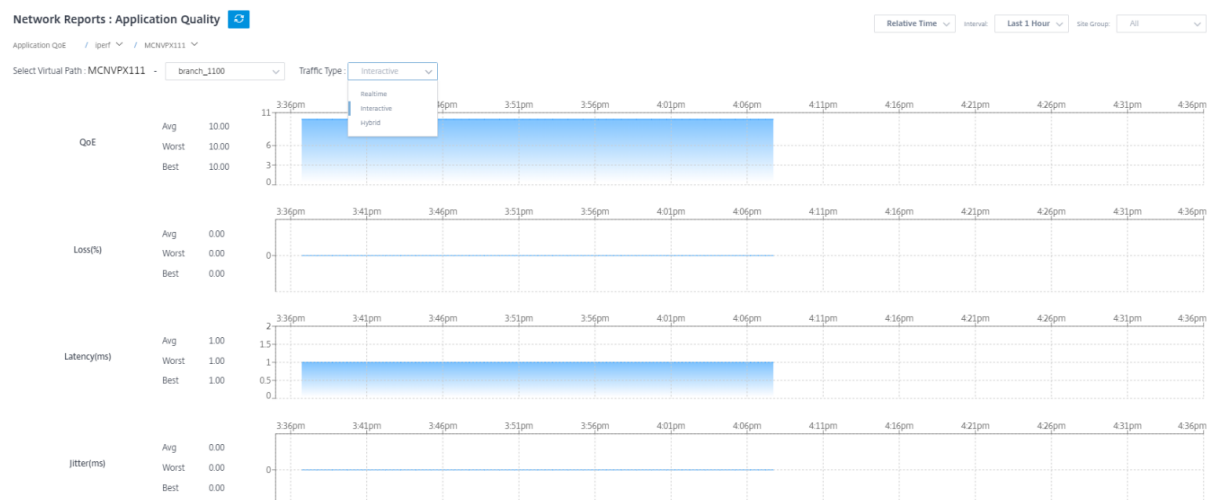 Network Reports : Application Quality
Relative Time Interval: Last 1 Hour Site Group: All
Application QoE / iperf / MCNVPX111
Select Virtual Path : MCNVPX111 - branch_1100 Traffic Type : Interactive
Realtime
Interactive
Hybrid
3:36pm 46pm 3:51pm 3:56pm 4:01pm 4:06pm 4:11pm 4:16pm 4:21pm 4:26pm 4:31pm 4:36pm
QoE
Avg 10.00
Worst 10.00
Best 10.00
11
6
3
0
3:36pm 3:41pm 3:46pm 3:51pm 3:56pm 4:01pm 4:06pm 4:11pm 4:16pm 4:21pm 4:26pm 4:31pm 4:36pm
Loss(%)
Avg 0.00
Worst 0.00
Best 0.00
0
3:36pm 3:41pm 3:46pm 3:51pm 3:56pm 4:01pm 4:06pm 4:11pm 4:16pm 4:21pm 4:26pm 4:31pm 4:36pm
Latency(ms)
Avg 1.00
Worst 1.00
Best 1.00
2
1.5
1
0.5
0
3:36pm 3:41pm 3:46pm 3:51pm 3:56pm 4:01pm 4:06pm 4:11pm 4:16pm 4:21pm 4:26pm 4:31pm 4:36pm
Jitter(ms)
Avg 0.00
Worst 0.00
Best 0.00
0